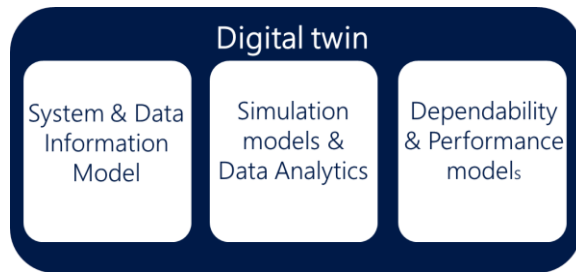 Digital twin
System & Data
Information
Model
Simulation
models &
Data Analytics
Dependability
& Performance
models